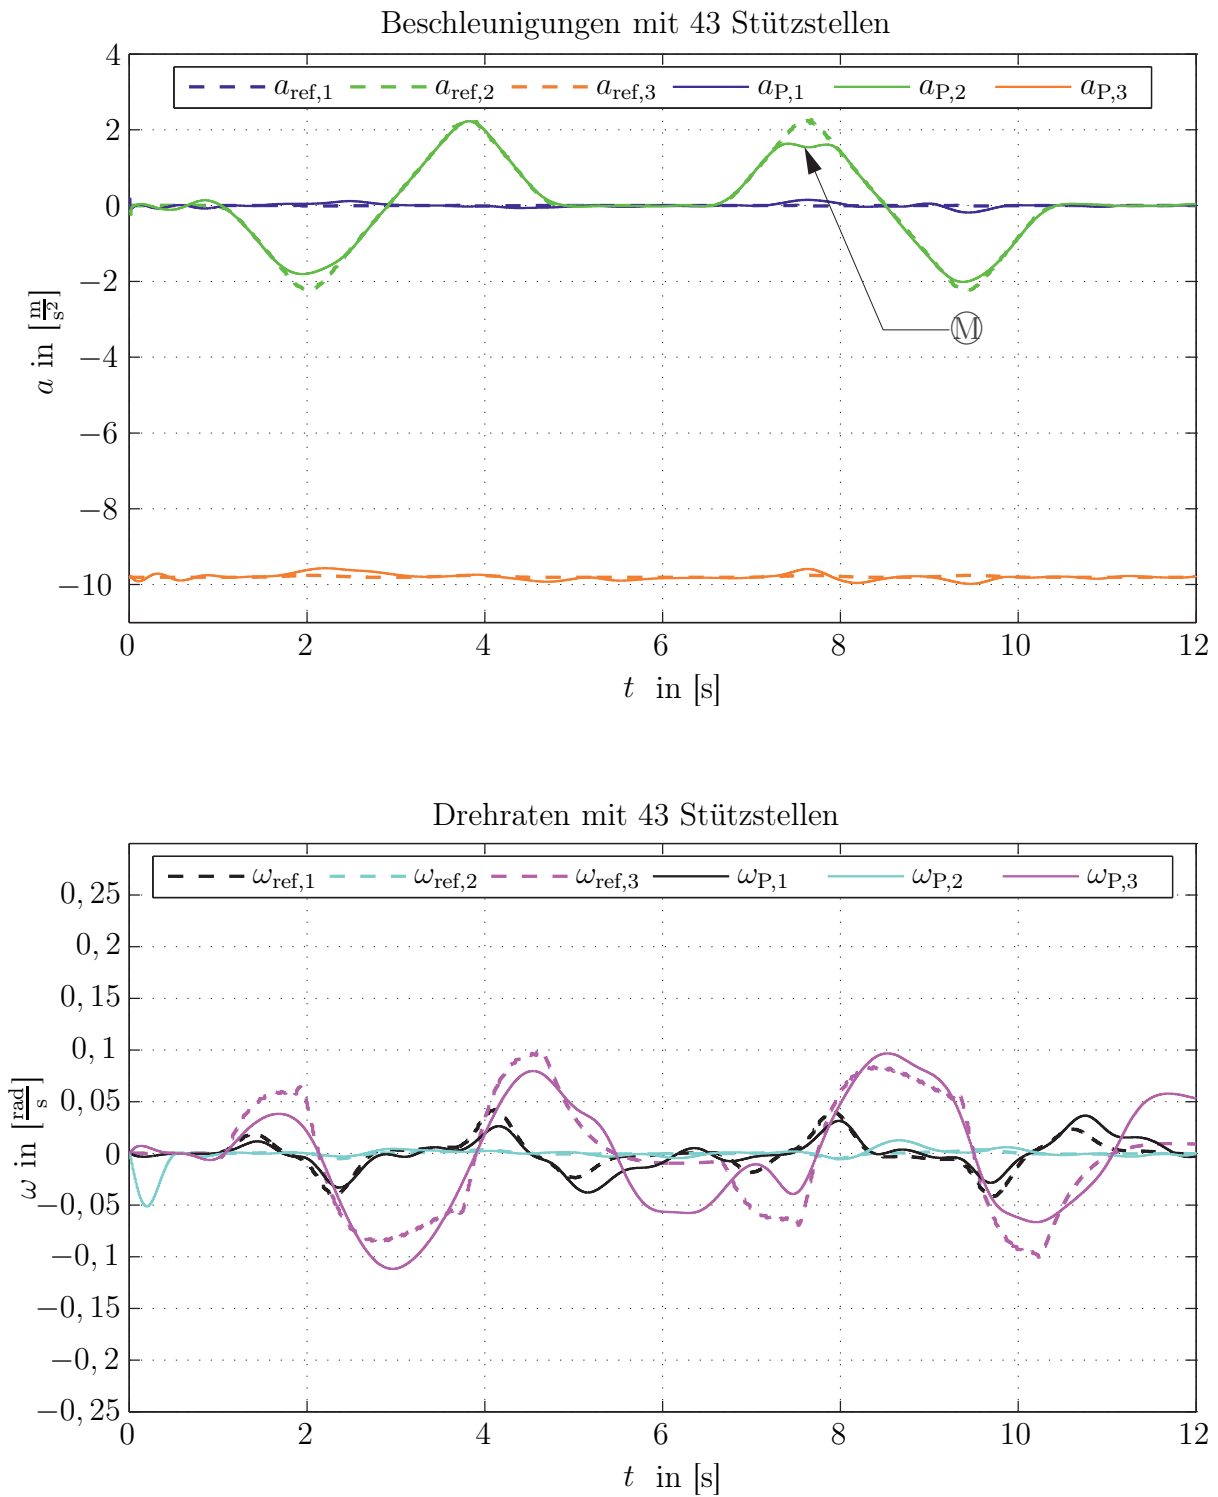 Beschleunigungen mit 43 Stützstellen
a_ref,1 a_ref,2 a_ref,3 a_P,1 a_P,2 a_P,3
4
2
0
−2
−4
−6
−8
−10
a in [m/s²]
Ⓜ
0 2 4 6 8 10 12
t in [s]
Drehraten mit 43 Stützstellen
ω_ref,1 ω_ref,2 ω_ref,3 ω_P,1 ω_P,2 ω_P,3
0,25
0,2
0,15
0,1
0,05
0
−0,05
−0,1
−0,15
−0,2
−0,25
ω in [rad/s]
0 2 4 6 8 10 12
t in [s]